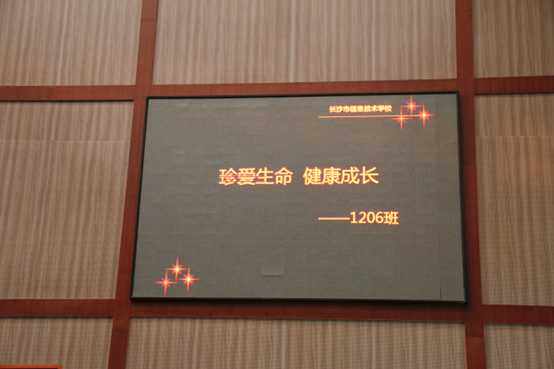 长沙市信息技术学校
珍爱生命 健康成长
——1206班